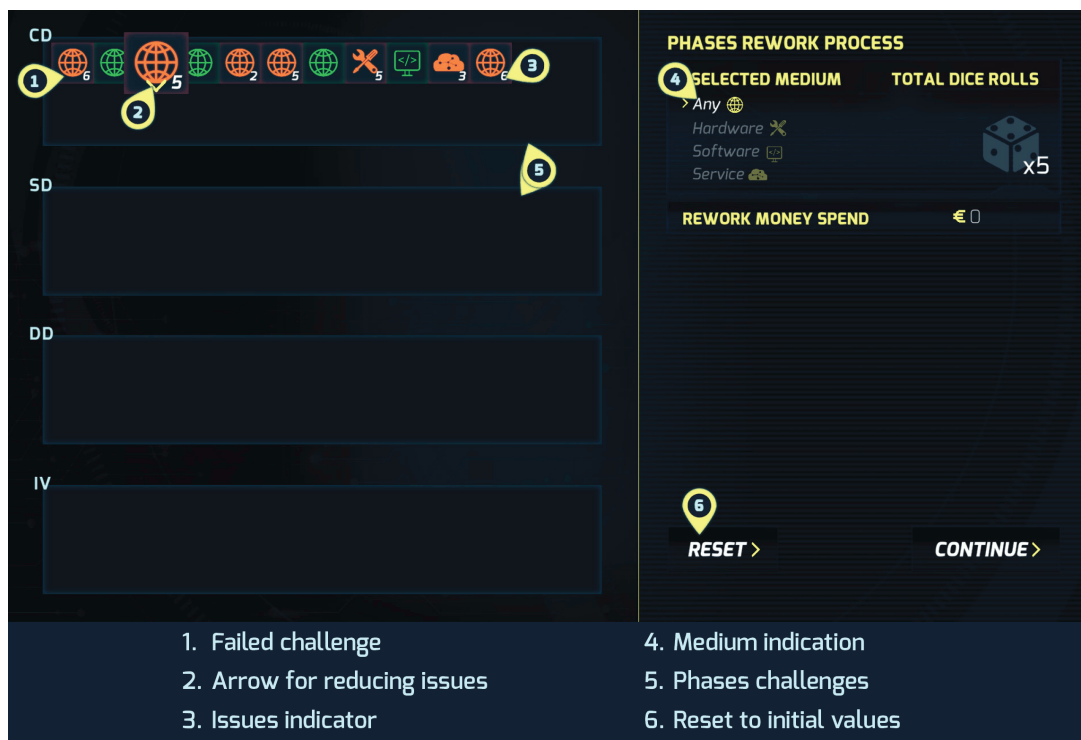 CD
6 5 2 5 5 3 6
1 2 3
5
SD
DD
IV
PHASES REWORK PROCESS
4 SELECTED MEDIUM TOTAL DICE ROLLS
> Any
Hardware
Software </>
Service
x5
REWORK MONEY SPEND € 0
6
RESET > CONTINUE >
1. Failed challenge
2. Arrow for reducing issues
3. Issues indicator
4. Medium indication
5. Phases challenges
6. Reset to initial values